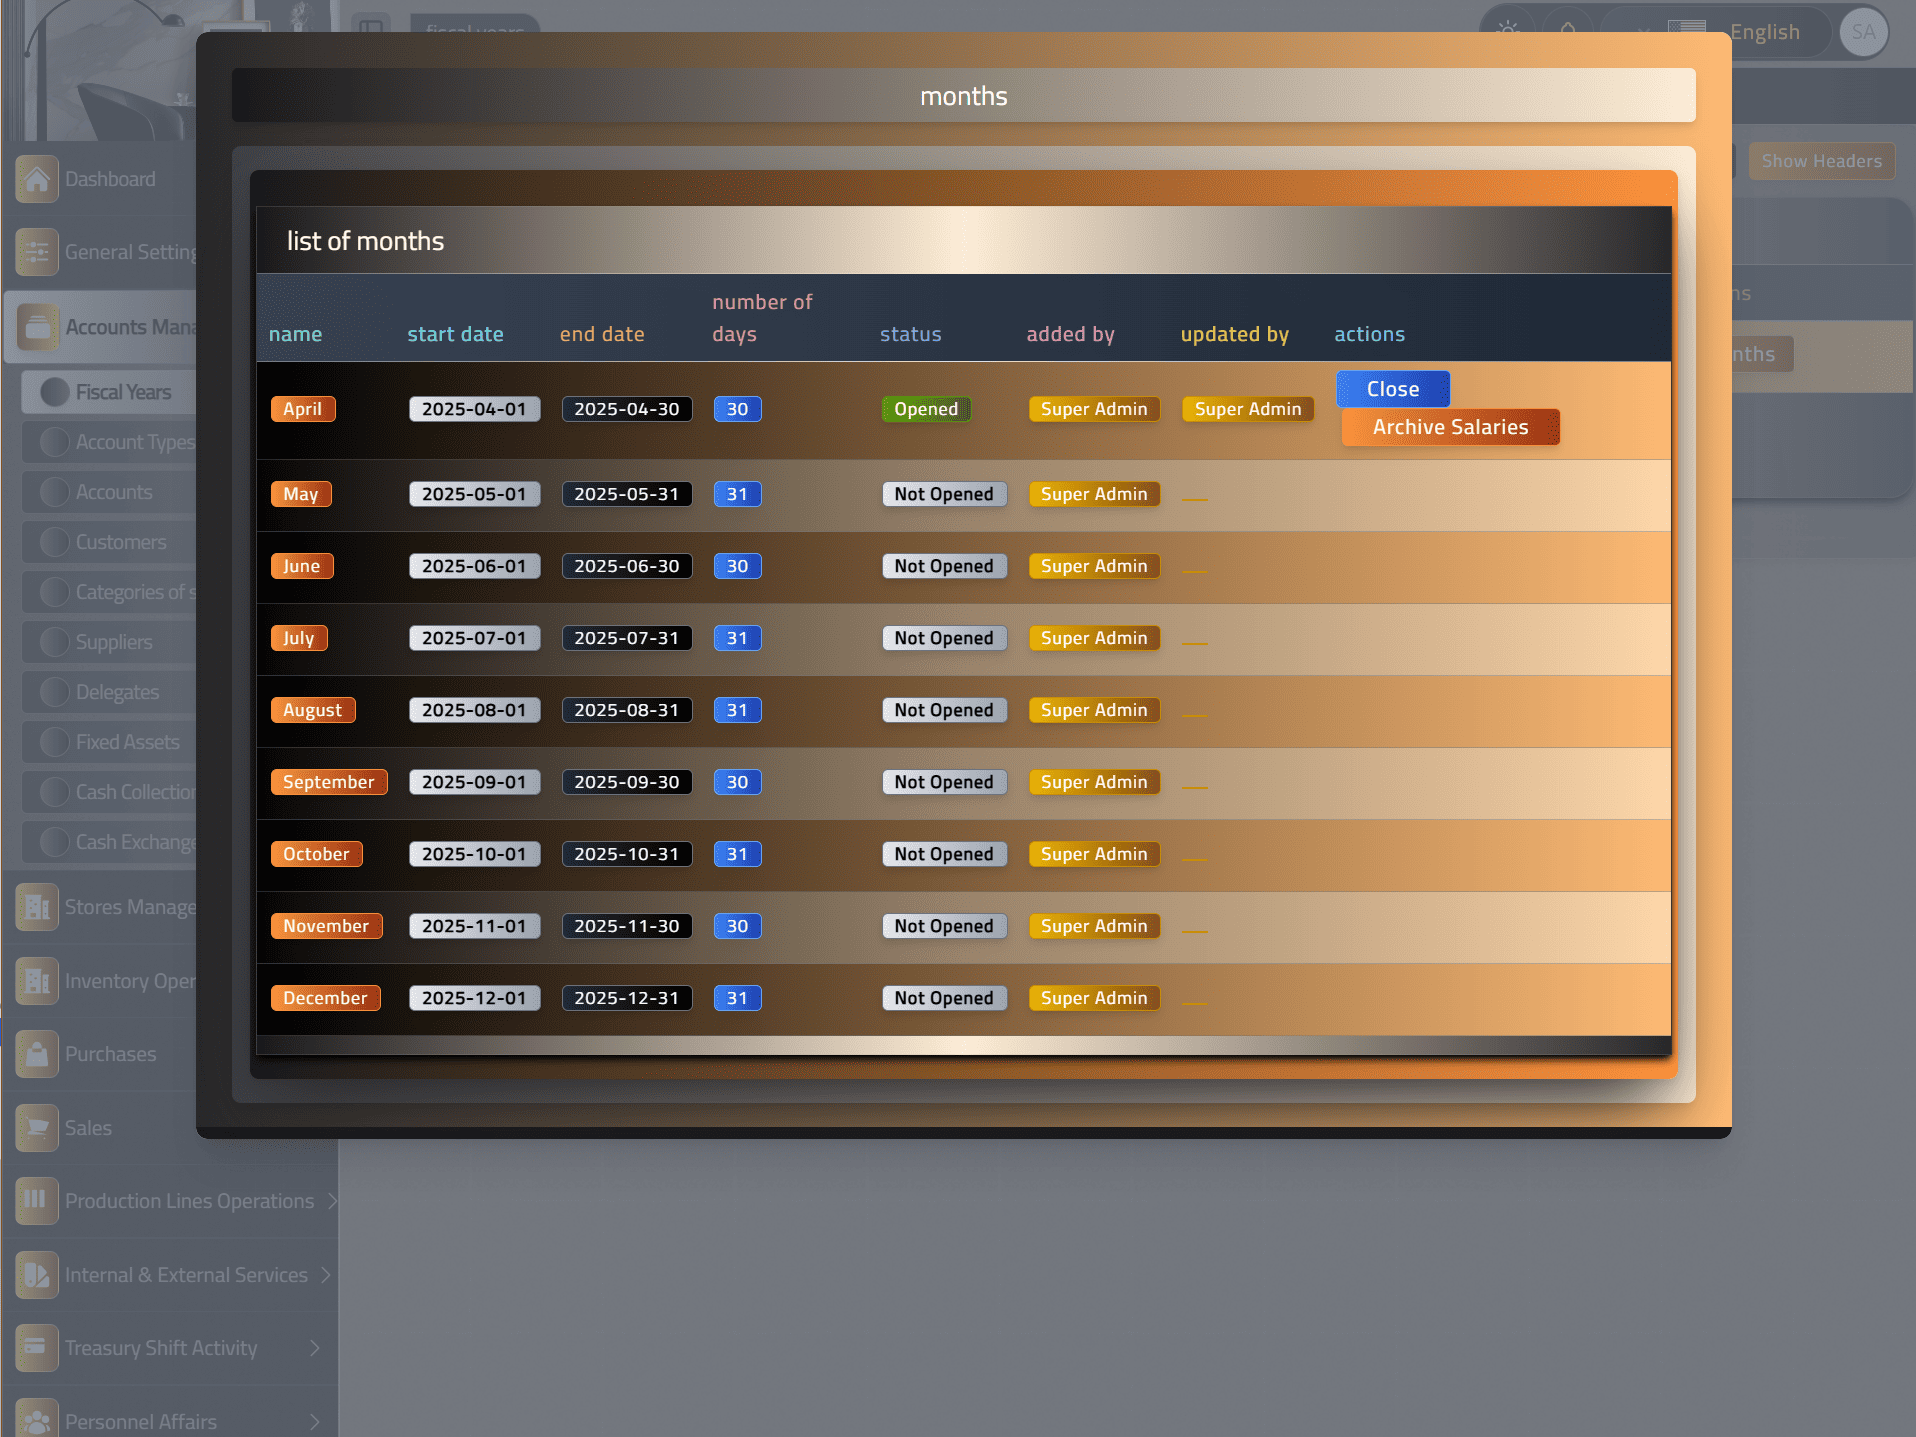 fiscal years
English
SA
months
Show Headers
Dashboard
General Setting
Accounts Mana
Fiscal Years
Account Types
Accounts
Customers
Categories of s
Suppliers
Delegates
Fixed Assets
Cash Collection
Cash Exchange
Stores Manage
Inventory Oper
Purchases
Sales
Production Lines Operations
Internal & External Services
Treasury Shift Activity
Personnel Affairs
list of months
name start date end date number of days status added by updated by actions
April 2025-04-01 2025-04-30 30 Opened Super Admin Super Admin Close
Archive Salaries
May 2025-05-01 2025-05-31 31 Not Opened Super Admin
June 2025-06-01 2025-06-30 30 Not Opened Super Admin
July 2025-07-01 2025-07-31 31 Not Opened Super Admin
August 2025-08-01 2025-08-31 31 Not Opened Super Admin
September 2025-09-01 2025-09-30 30 Not Opened Super Admin
October 2025-10-01 2025-10-31 31 Not Opened Super Admin
November 2025-11-01 2025-11-30 30 Not Opened Super Admin
December 2025-12-01 2025-12-31 31 Not Opened Super Admin